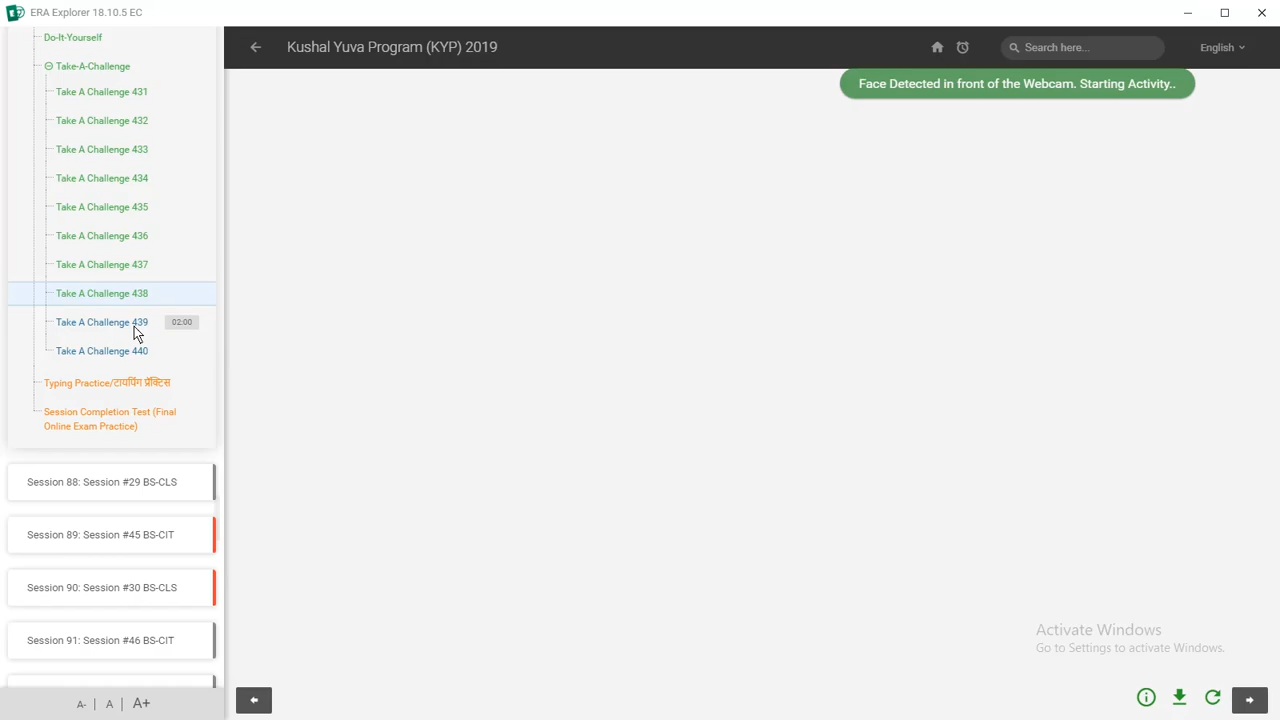 ERA Explorer 18.10.5 EC
Do-It-Yourself
Take-A-Challenge
Take A Challenge 431
Take A Challenge 432
Take A Challenge 433
Take A Challenge 434
Take A Challenge 435
Take A Challenge 436
Take A Challenge 437
Take A Challenge 438
Take A Challenge 439 02:00
Take A Challenge 440
Typing Practice/टायपिंग प्रॅक्टिस
Session Completion Test (Final
Online Exam Practice)
Session 88: Session #29 BS-CLS
Session 89: Session #45 BS-CIT
Session 90: Session #30 BS-CLS
Session 91: Session #46 BS-CIT
A- | A | A+
Kushal Yuva Program (KYP) 2019
Search here...
English
Face Detected in front of the Webcam. Starting Activity..
Activate Windows
Go to Settings to activate Windows.